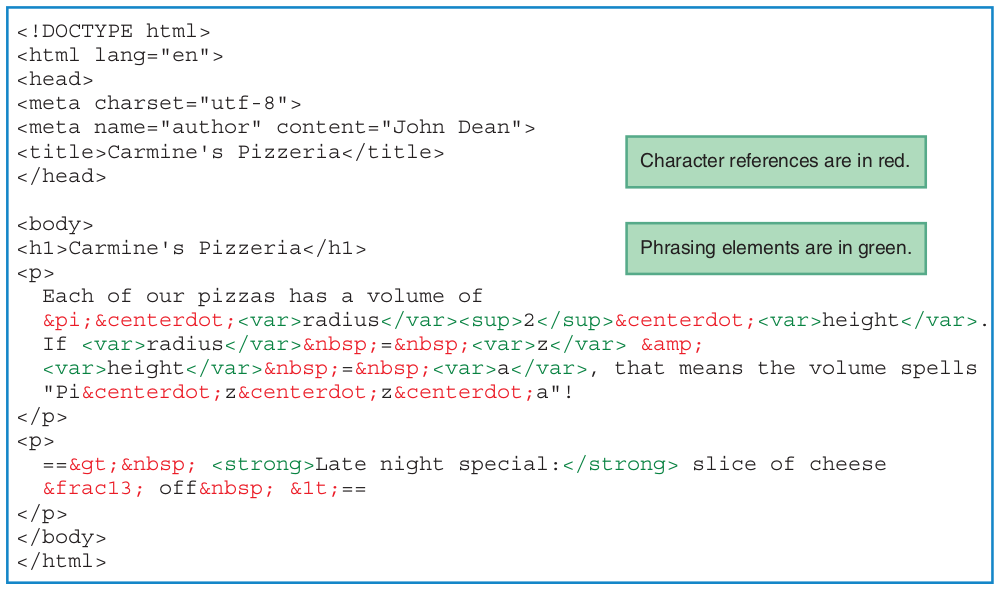 <!DOCTYPE html>
<html lang="en">
<head>
<meta charset="utf-8">
<meta name="author" content="John Dean">
<title>Carmine's Pizzeria</title>
</head>
Character references are in red.
<body>
<h1>Carmine's Pizzeria</h1>
Phrasing elements are in green.
<p>
Each of our pizzas has a volume of
&pi;&centerdot;<var>radius</var><sup>2</sup>&centerdot;<var>height</var>.
If <var>radius</var>&nbsp;=&nbsp;<var>z</var> &amp;
<var>height</var>&nbsp;=&nbsp;<var>a</var>, that means the volume spells
"Pi&centerdot;z&centerdot;z&centerdot;a"!
</p>
<p>
==&gt;&nbsp; <strong>Late night special:</strong> slice of cheese
&frac13; off&nbsp; &1t;==
</p>
</body>
</html>